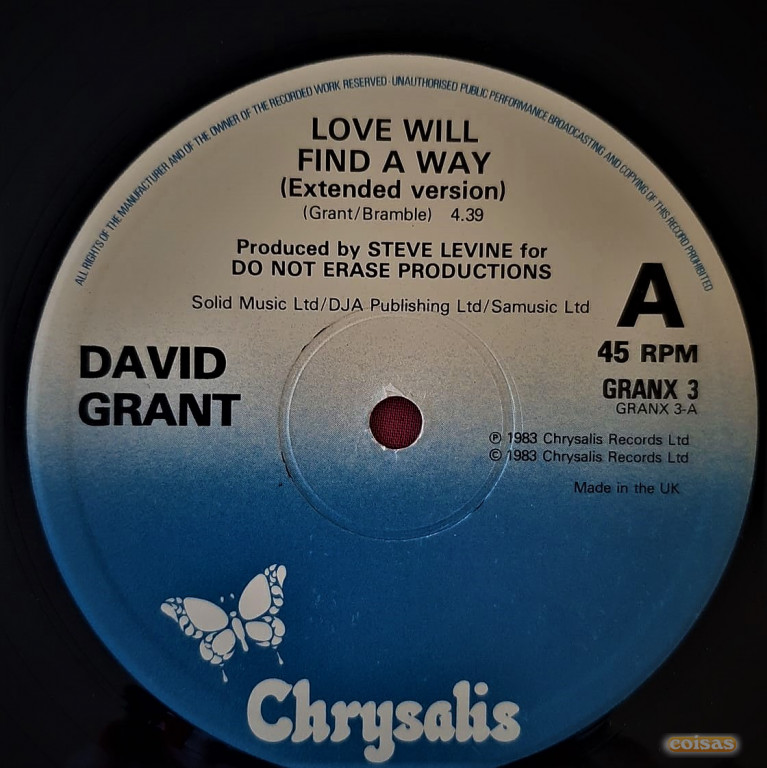 ALL RIGHTS OF THE MANUFACTURER AND OF THE OWNER OF THE RECORDED WORK RESERVED · UNAUTHORISED PUBLIC PERFORMANCE BROADCASTING AND COPYING OF THIS RECORD PROHIBITED
LOVE WILL
FIND A WAY
(Extended version)
(Grant/Bramble) 4.39
Produced by STEVE LEVINE for
DO NOT ERASE PRODUCTIONS
Solid Music Ltd/DJA Publishing Ltd/Samusic Ltd
A
DAVID
GRANT
45 RPM
GRANX 3
GRANX 3-A
℗ 1983 Chrysalis Records Ltd
© 1983 Chrysalis Records Ltd
Made in the UK
Chrysalis
coisas